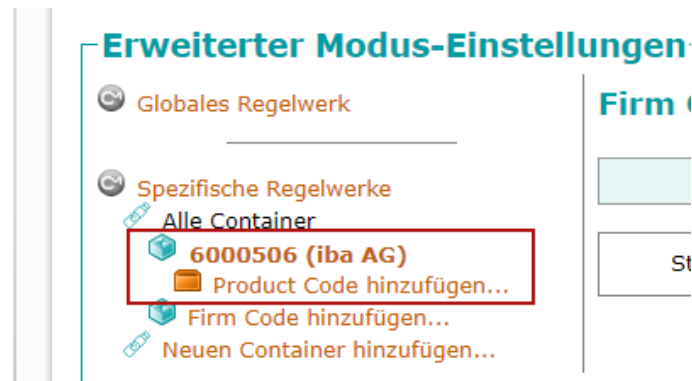 Erweiterter Modus-Einstellungen
Globales Regelwerk
Firm
Spezifische Regelwerke
Alle Container
6000506 (iba AG)
St
Product Code hinzufügen...
Firm Code hinzufügen...
Neuen Container hinzufügen...